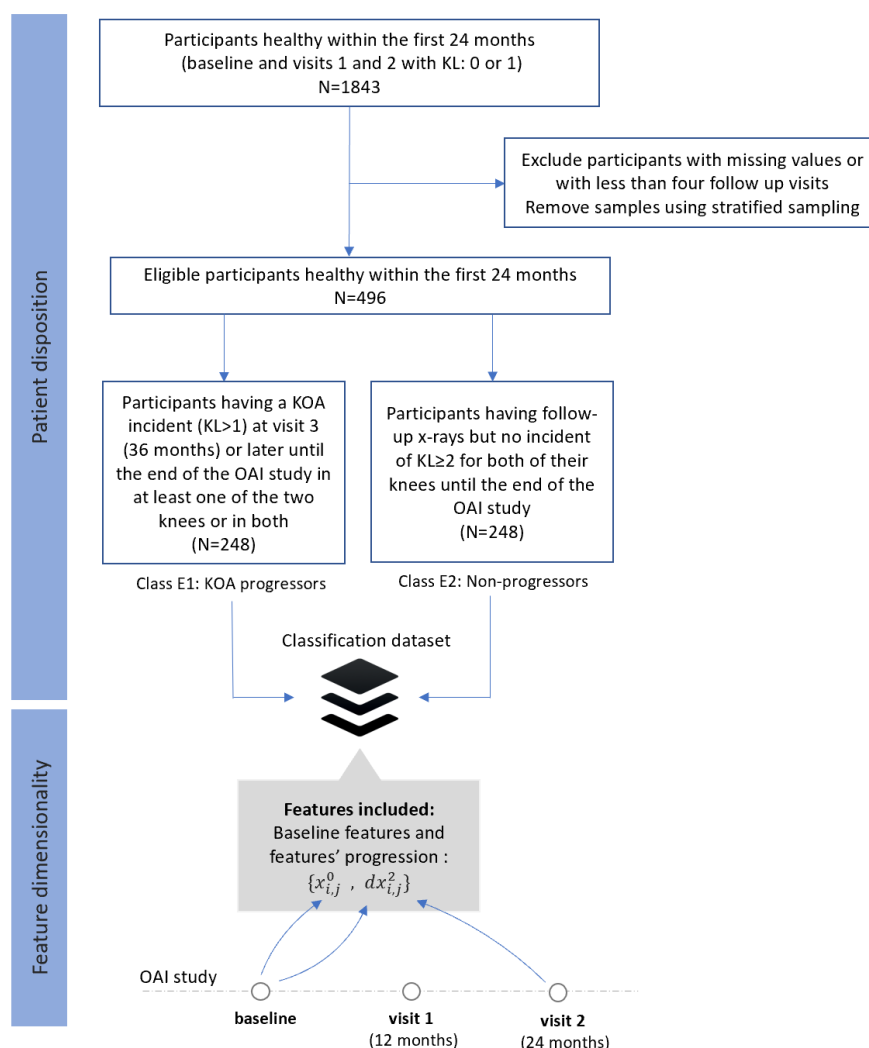 Participants healthy within the first 24 months
(baseline and visits 1 and 2 with KL: 0 or 1)
N=1843
Exclude participants with missing values or
with less than four follow up visits
Remove samples using stratified sampling
Eligible participants healthy within the first 24 months
N=496
Patient disposition
Participants having a KOA
incident (KL>1) at visit 3
(36 months) or later until
the end of the OAI study in
at least one of the two
knees or in both
(N=248)
Participants having follow-
up x-rays but no incident
of KL≥2 for both of their
knees until the end of the
OAI study
(N=248)
Class E1: KOA progressors
Class E2: Non-progressors
Classification dataset
Feature dimensionality
Features included:
Baseline features and
features’ progression :
{x⁰ᵢ,ⱼ , dx²ᵢ,ⱼ}
OAI study
baseline
visit 1
(12 months)
visit 2
(24 months)